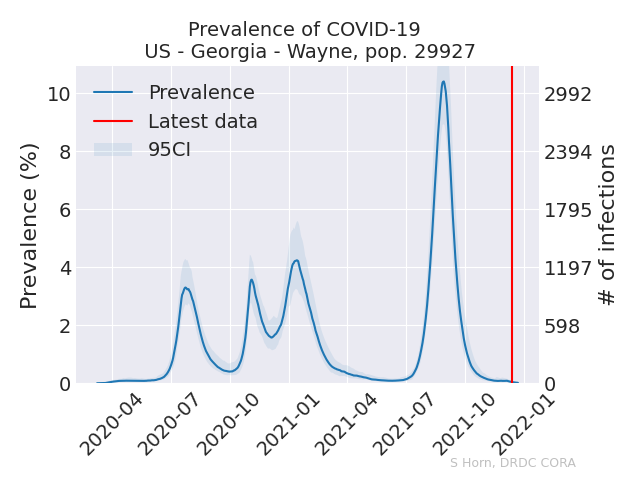 Prevalence of COVID-19
US - Georgia - Wayne, pop. 29927
Prevalence
Latest data
95CI
Prevalence (%)
10
8
6
4
2
0
2992
2394
1795
1197
598
0
# of infections
2020-04
2020-07
2020-10
2021-01
2021-04
2021-07
2021-10
2022-01
S Horn, DRDC CORA